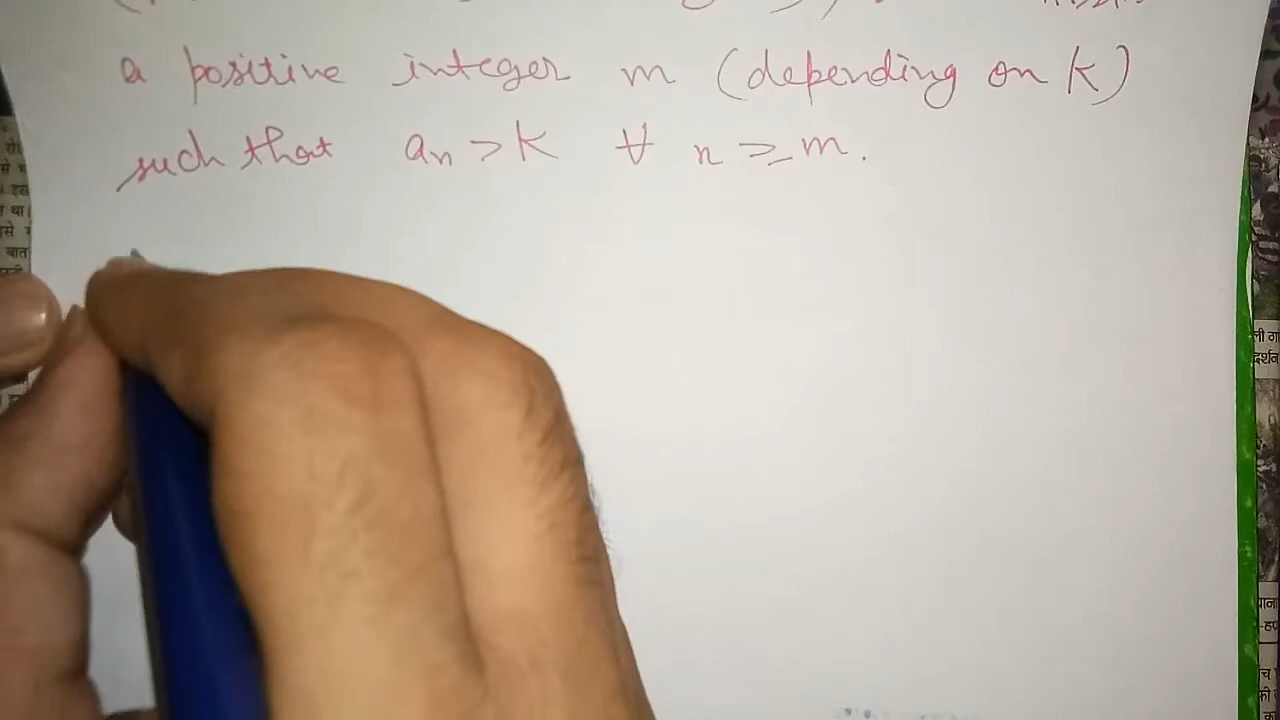 a positive integer m (depending on k)
such that aₙ > k ∀ n ≥ m.